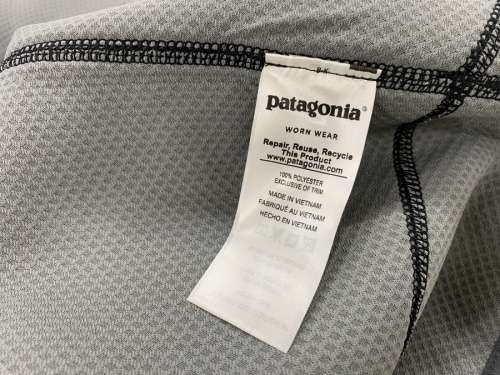 patagonia®
WORN WEAR
Repair, Reuse, Recycle
This Product
www.patagonia.com
100% POLYESTER
EXCLUSIVE OF TRIM
MADE IN VIETNAM
FABRIQUÉ AU VIETNAM
HECHO EN VIETNAM